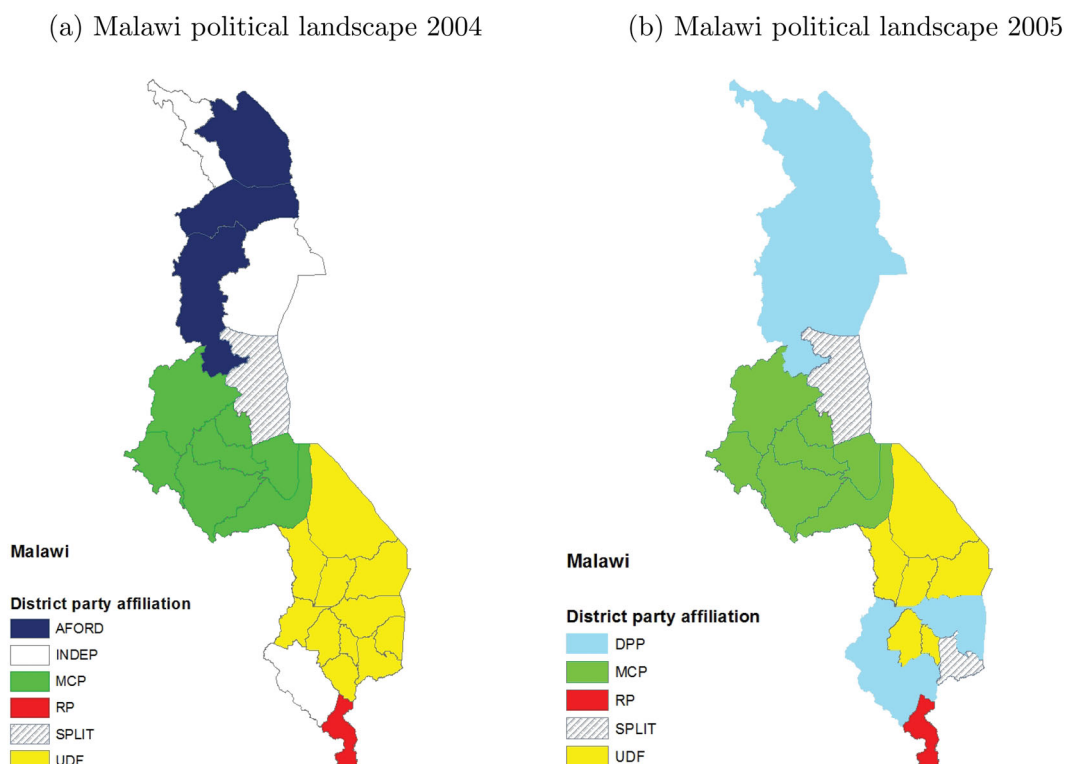 (a) Malawi political landscape 2004
(b) Malawi political landscape 2005
Malawi
District party affiliation
AFORD
INDEP
MCP
RP
SPLIT
UDF
Malawi
District party affiliation
DPP
MCP
RP
SPLIT
UDF